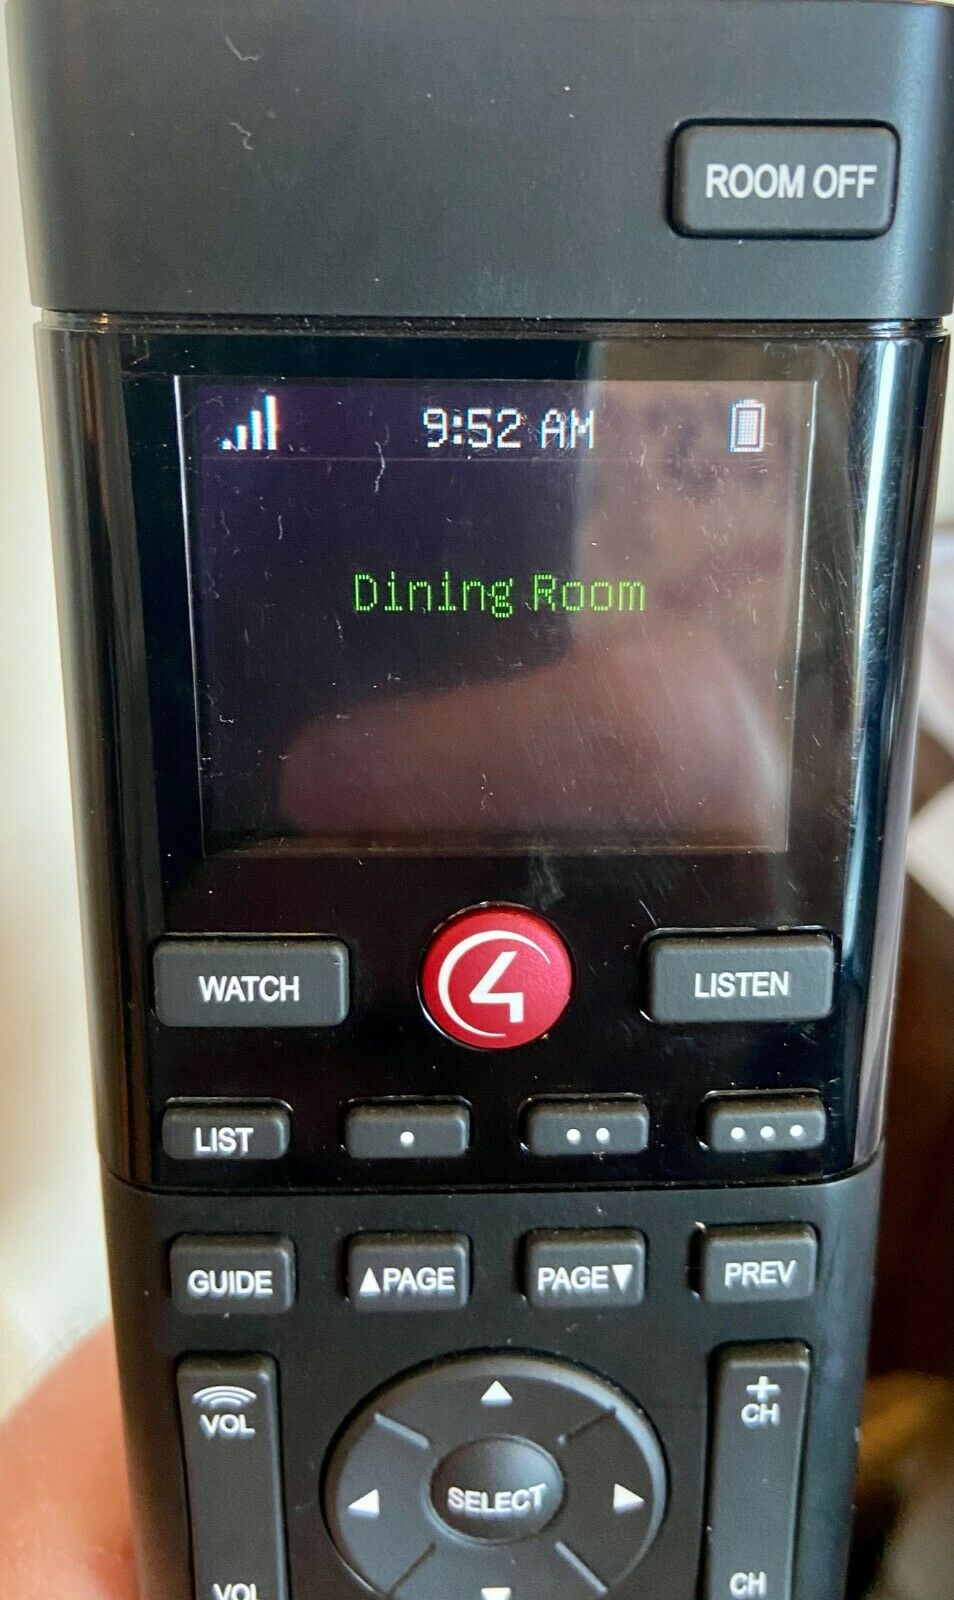 ROOM OFF
9:52 AM
Dining Room
WATCH 4 LISTEN
LIST
GUIDE ▲PAGE PAGE▼ PREV
VOL + CH
SELECT
VOL CH